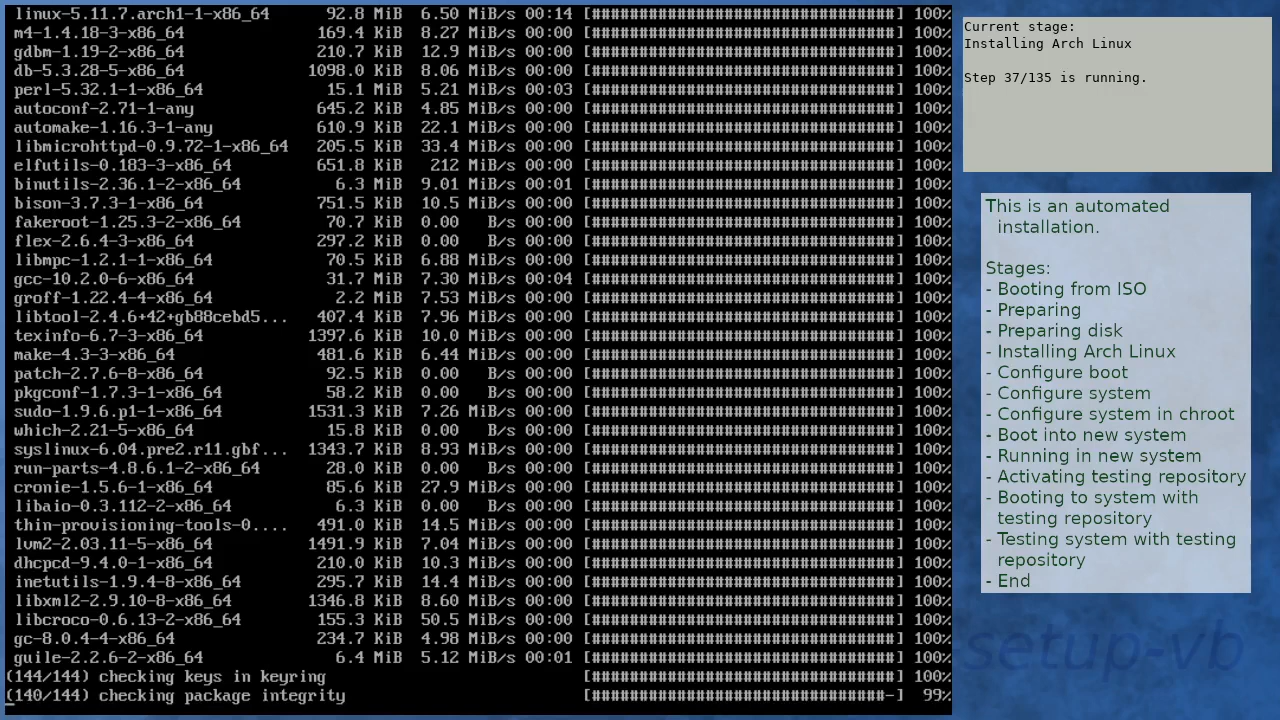 linux-5.11.7.arch1-1-x86_64 92.8 MiB 6.50 MiB/s 00:14 [################################] 100%
m4-1.4.18-3-x86_64 169.4 KiB 8.27 MiB/s 00:00 [################################] 100%
gdbm-1.19-2-x86_64 210.7 KiB 12.9 MiB/s 00:00 [################################] 100%
db-5.3.28-5-x86_64 1098.0 KiB 8.06 MiB/s 00:00 [################################] 100%
perl-5.32.1-1-x86_64 15.1 MiB 5.21 MiB/s 00:03 [################################] 100%
autoconf-2.71-1-any 645.2 KiB 4.85 MiB/s 00:00 [################################] 100%
automake-1.16.3-1-any 610.9 KiB 22.1 MiB/s 00:00 [################################] 100%
libmicrohttpd-0.9.72-1-x86_64 205.5 KiB 33.4 MiB/s 00:00 [################################] 100%
elfutils-0.183-3-x86_64 651.8 KiB 212 MiB/s 00:00 [################################] 100%
binutils-2.36.1-2-x86_64 6.3 MiB 9.01 MiB/s 00:01 [################################] 100%
bison-3.7.3-1-x86_64 751.5 KiB 10.5 MiB/s 00:00 [################################] 100%
fakeroot-1.25.3-2-x86_64 70.7 KiB 0.00 B/s 00:00 [################################] 100%
flex-2.6.4-3-x86_64 297.2 KiB 0.00 B/s 00:00 [################################] 100%
libmpc-1.2.1-1-x86_64 70.5 KiB 6.88 MiB/s 00:00 [################################] 100%
gcc-10.2.0-6-x86_64 31.7 MiB 7.30 MiB/s 00:04 [################################] 100%
groff-1.22.4-4-x86_64 2.2 MiB 7.53 MiB/s 00:00 [################################] 100%
libtool-2.4.6+42+gb88cebd5... 407.4 KiB 7.96 MiB/s 00:00 [################################] 100%
texinfo-6.7-3-x86_64 1397.6 KiB 10.0 MiB/s 00:00 [################################] 100%
make-4.3-3-x86_64 481.6 KiB 6.44 MiB/s 00:00 [################################] 100%
patch-2.7.6-8-x86_64 92.5 KiB 0.00 B/s 00:00 [################################] 100%
pkgconf-1.7.3-1-x86_64 58.2 KiB 0.00 B/s 00:00 [################################] 100%
sudo-1.9.6.p1-1-x86_64 1531.3 KiB 7.26 MiB/s 00:00 [################################] 100%
which-2.21-5-x86_64 15.8 KiB 0.00 B/s 00:00 [################################] 100%
syslinux-6.04.pre2.r11.gbf... 1343.7 KiB 8.93 MiB/s 00:00 [################################] 100%
run-parts-4.8.6.1-2-x86_64 28.0 KiB 0.00 B/s 00:00 [################################] 100%
cronie-1.5.6-1-x86_64 85.6 KiB 27.9 MiB/s 00:00 [################################] 100%
libaio-0.3.112-2-x86_64 6.3 KiB 0.00 B/s 00:00 [################################] 100%
thin-provisioning-tools-0.... 491.0 KiB 14.5 MiB/s 00:00 [################################] 100%
lvm2-2.03.11-5-x86_64 1491.9 KiB 7.04 MiB/s 00:00 [################################] 100%
dhcpcd-9.4.0-1-x86_64 210.0 KiB 10.3 MiB/s 00:00 [################################] 100%
inetutils-1.9.4-8-x86_64 295.7 KiB 14.4 MiB/s 00:00 [################################] 100%
libxml2-2.9.10-8-x86_64 1346.8 KiB 8.60 MiB/s 00:00 [################################] 100%
libcroco-0.6.13-2-x86_64 155.3 KiB 50.5 MiB/s 00:00 [################################] 100%
gc-8.0.4-4-x86_64 234.7 KiB 4.98 MiB/s 00:00 [################################] 100%
guile-2.2.6-2-x86_64 6.4 MiB 5.12 MiB/s 00:01 [################################] 100%
(144/144) checking keys in keyring [################################] 100%
(140/144) checking package integrity [###############################-] 99%
Current stage:
Installing Arch Linux
Step 37/135 is running.
This is an automated
installation.
Stages:
- Booting from ISO
- Preparing
- Preparing disk
- Installing Arch Linux
- Configure boot
- Configure system
- Configure system in chroot
- Boot into new system
- Running in new system
- Activating testing repository
- Booting to system with
testing repository
- Testing system with testing
repository
- End
setup-vb